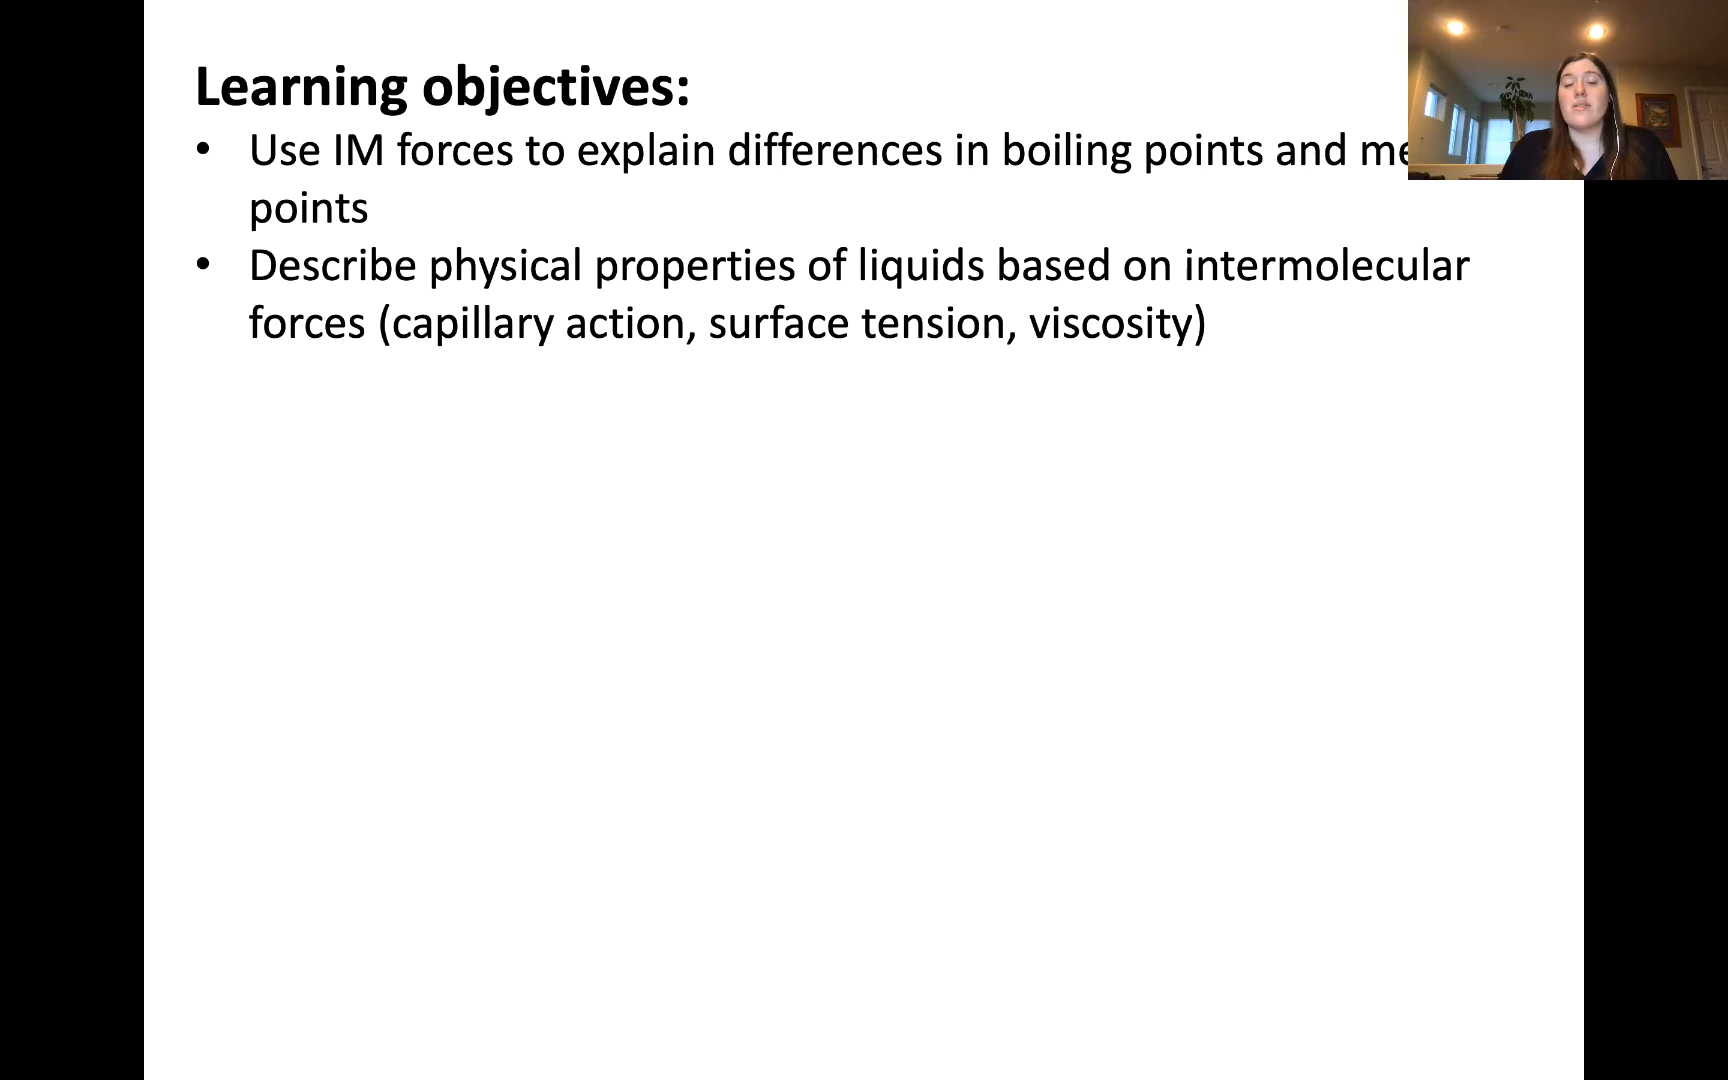 Learning objectives:
• Use IM forces to explain differences in boiling points and
points
• Describe physical properties of liquids based on intermolecular
forces (capillary action, surface tension, viscosity)